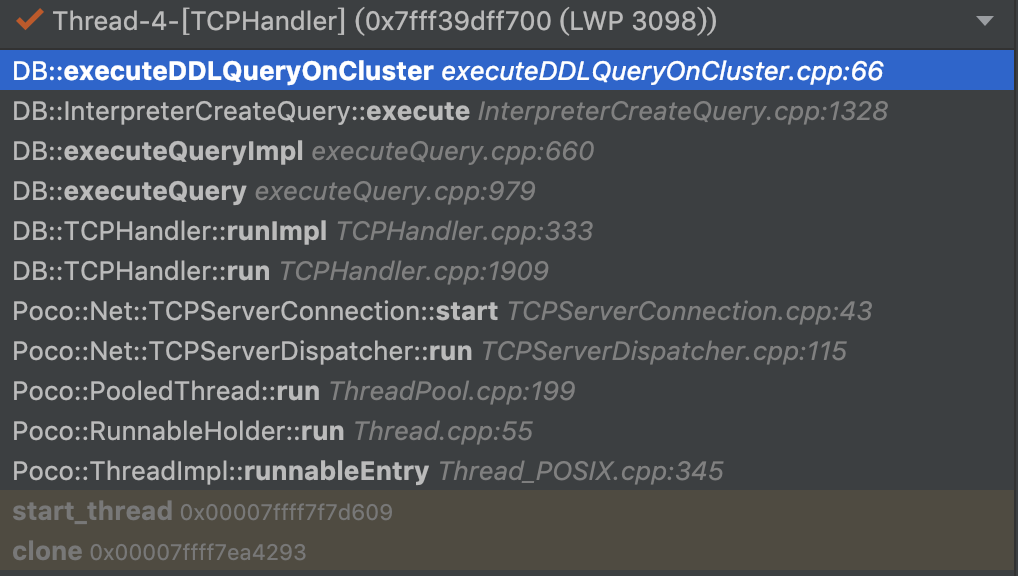 Thread-4-[TCPHandler] (0x7fff39dff700 (LWP 3098))
DB::executeDDLQueryOnCluster executeDDLQueryOnCluster.cpp:66
DB::InterpreterCreateQuery::execute InterpreterCreateQuery.cpp:1328
DB::executeQueryImpl executeQuery.cpp:660
DB::executeQuery executeQuery.cpp:979
DB::TCPHandler::runImpl TCPHandler.cpp:333
DB::TCPHandler::run TCPHandler.cpp:1909
Poco::Net::TCPServerConnection::start TCPServerConnection.cpp:43
Poco::Net::TCPServerDispatcher::run TCPServerDispatcher.cpp:115
Poco::PooledThread::run ThreadPool.cpp:199
Poco::RunnableHolder::run Thread.cpp:55
Poco::ThreadImpl::runnableEntry Thread_POSIX.cpp:345
start_thread 0x00007ffff7f7d609
clone 0x00007ffff7ea4293